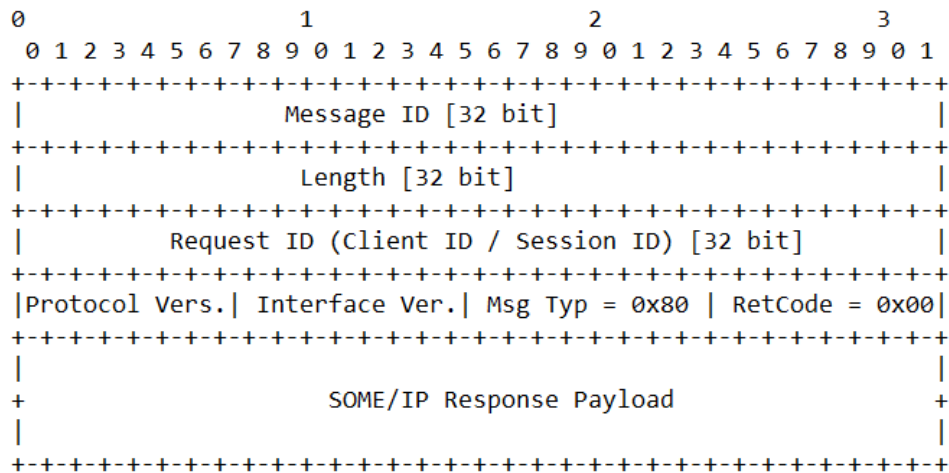 0                   1                   2                   3
 0 1 2 3 4 5 6 7 8 9 0 1 2 3 4 5 6 7 8 9 0 1 2 3 4 5 6 7 8 9 0 1
+-+-+-+-+-+-+-+-+-+-+-+-+-+-+-+-+-+-+-+-+-+-+-+-+-+-+-+-+-+-+-+-+
|                  Message ID [32 bit]                          |
+-+-+-+-+-+-+-+-+-+-+-+-+-+-+-+-+-+-+-+-+-+-+-+-+-+-+-+-+-+-+-+-+
|                   Length [32 bit]                             |
+-+-+-+-+-+-+-+-+-+-+-+-+-+-+-+-+-+-+-+-+-+-+-+-+-+-+-+-+-+-+-+-+
|          Request ID (Client ID / Session ID) [32 bit]         |
+-+-+-+-+-+-+-+-+-+-+-+-+-+-+-+-+-+-+-+-+-+-+-+-+-+-+-+-+-+-+-+-+
|Protocol Vers.| Interface Ver.| Msg Typ = 0x80 | RetCode = 0x00|
+-+-+-+-+-+-+-+-+-+-+-+-+-+-+-+-+-+-+-+-+-+-+-+-+-+-+-+-+-+-+-+-+
|                                                               |
+                     SOME/IP Response Payload                  +
|                                                               |
+-+-+-+-+-+-+-+-+-+-+-+-+-+-+-+-+-+-+-+-+-+-+-+-+-+-+-+-+-+-+-+-+